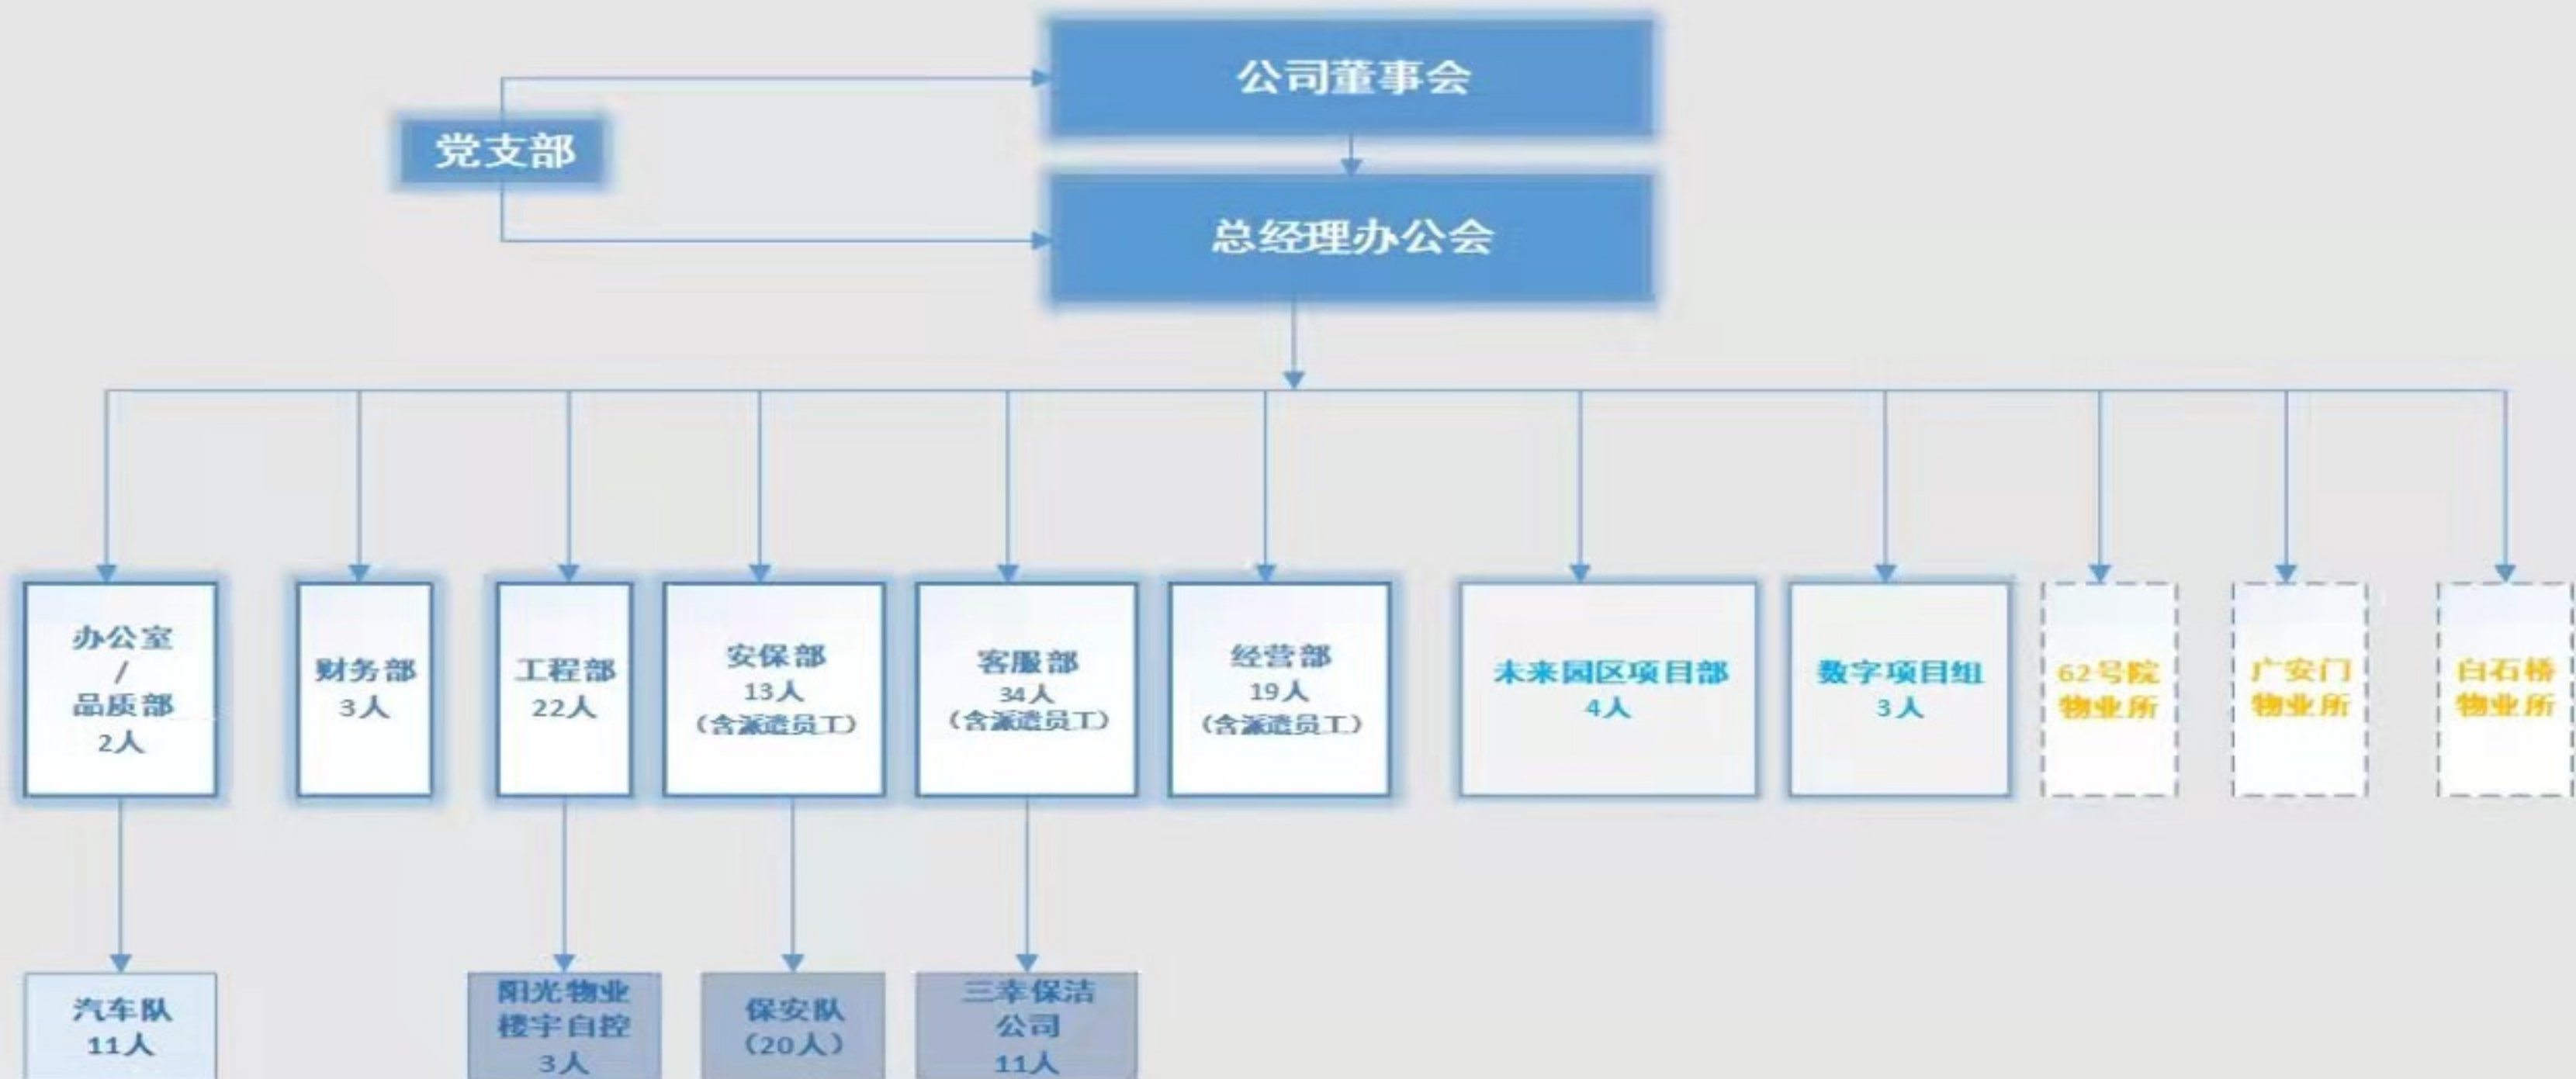 公司董事会
党支部
总经理办公会
办公室
/
品质部
2人
财务部
3人
工程部
22人
安保部
13人
（含派遣员工）
客服部
34人
（含派遣员工）
经营部
19人
（含派遣员工）
未来园区项目部
4人
数字项目组
3人
62号院
物业所
广安门
物业所
白石桥
物业所
汽车队
11人
阳光物业
楼宇自控
3人
保安队
（20人）
三幸保洁
公司
11人